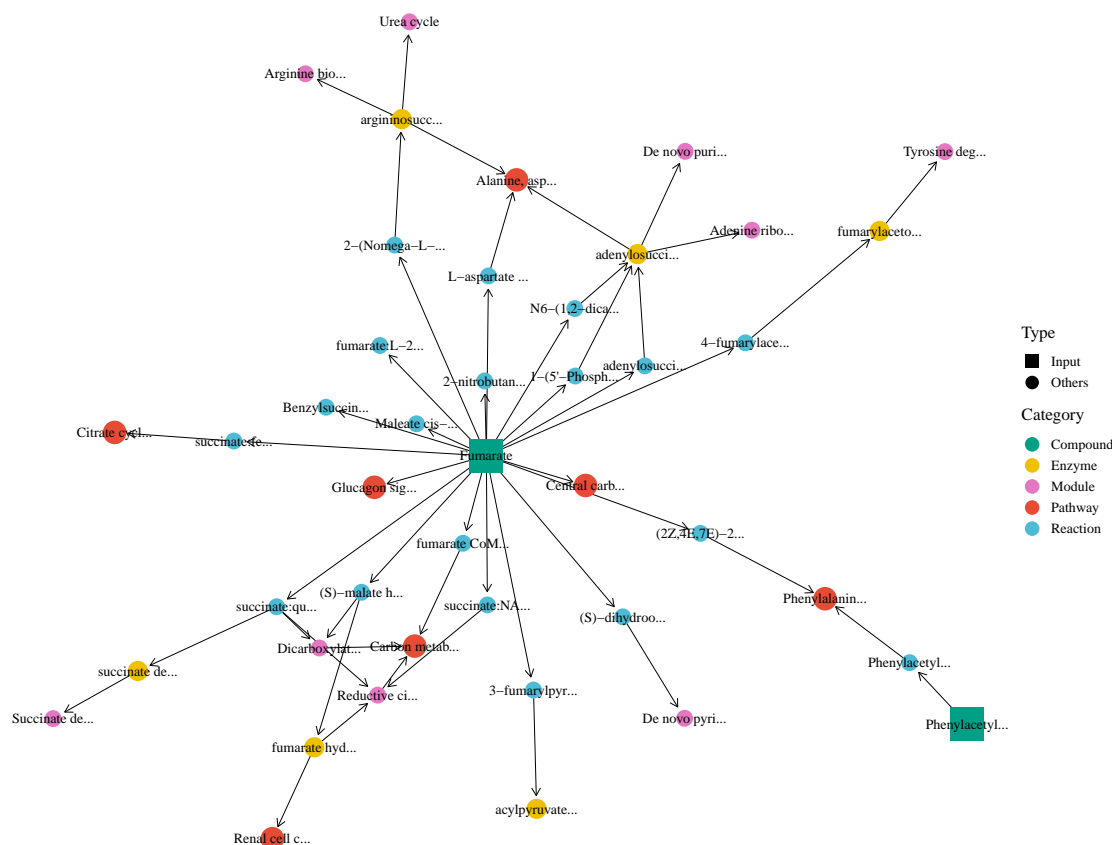 Urea cycle
Arginine bio...
argininosucc...
De novo puri...
Tyrosine deg...
Alanine, asp...
Adenine ribo...
fumarylaceto...
2−(Nomega−L−...
adenylosucci...
L−aspartate ...
N6−(1,2−dica...
fumarate:L−2...
4−fumarylace...
adenylosucci...
2−nitrobutan...
1−(5'−Phosph...
Benzylsuccin...
Maleate cis−...
Citrate cycl...
Fumarate
Glucagon sig...
Central carb...
(2Z,4E,7E)−2...
fumarate CoM...
(S)−malate h...
Phenylalanin...
succinate:qu...
succinate:NA...
(S)−dihydroo...
Dicarboxylat...
Carbon metab...
Phenylacetyl...
succinate de...
Reductive ci...
3−fumarylpyr...
Succinate de...
De novo pyri...
Phenylacetyl...
fumarate hyd...
acylpyruvate...
Renal cell c...
Type
Input
Others
Category
Compound
Enzyme
Module
Pathway
Reaction